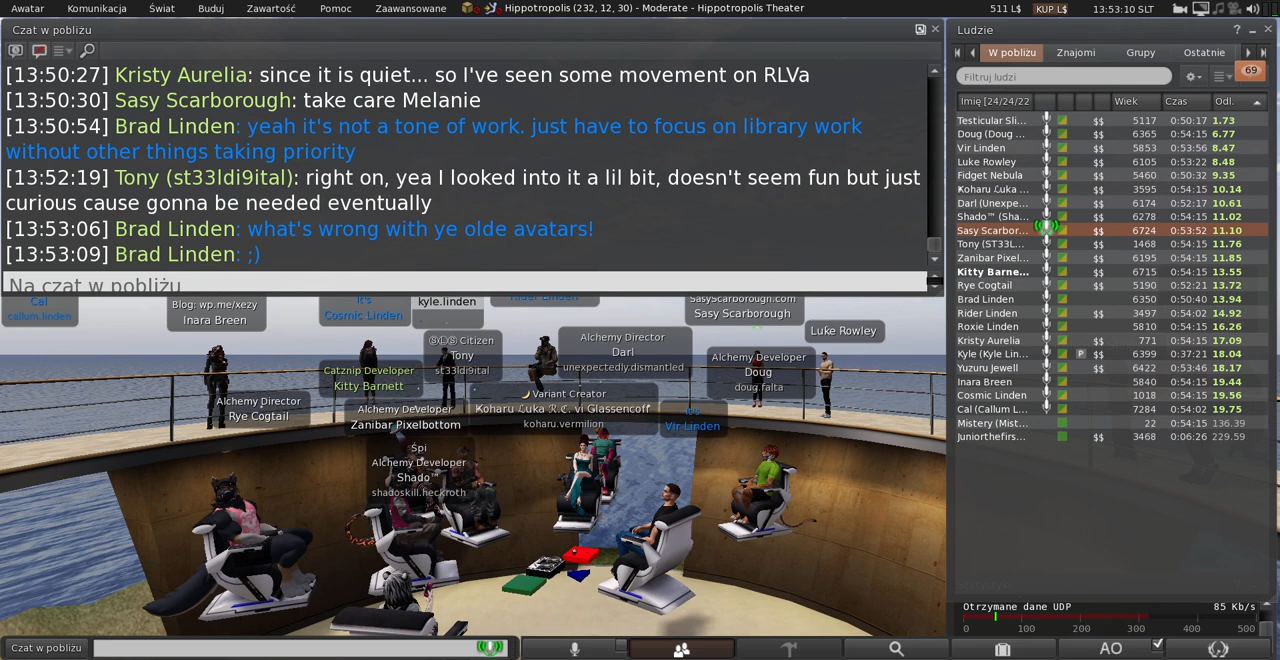 Awatar Komunikacja Świat Buduj Zawartość Pomoc Zaawansowane Hippotropolis (232, 12, 30) - Moderate - Hippotropolis Theater 511 L$ KUP L$ 13:53:10 SLT
Czat w pobliżu
[13:50:27] Kristy Aurelia: since it is quiet... so I've seen some movement on RLVa
[13:50:30] Sasy Scarborough: take care Melanie
[13:50:54] Brad Linden: yeah it's not a tone of work. just have to focus on library work
without other things taking priority
[13:52:19] Tony (st33ldi9ital): right on, yea I looked into it a lil bit, doesn't seem fun but just
curious cause gonna be needed eventually
[13:53:06] Brad Linden: what's wrong with ye olde avatars!
[13:53:09] Brad Linden: ;)
Na czat w pobliżu
Cal
callum.linden
Blog: wp.me/xezy
Inara Breen
It's
Cosmic Linden
kyle.linden
Rider Linden
SasyScarborough.com
Sasy Scarborough
Luke Rowley
ⓈⓁⓈ Citizen
Tony
st33ldi9ital
Alchemy Director
Darl
unexpectedly.dismantled
Alchemy Developer
Doug
doug.falta
Catznip Developer
Kitty Barnett
Alchemy Director
Rye Cogtail
Alchemy Developer
Zanibar Pixelbottom
🌙 Variant Creator
Koharu ℒuka ℛ.ℂ. vi Glassencoff
koharu.vermilion
It's
Vir Linden
Śpi
Alchemy Developer
Shado™
shadoskill.heckroth
Ludzie
W pobliżu Znajomi Grupy Ostatnie
Filtruj ludzi
69
Imię [24/24/22 Wiek Czas Odl.
Testicular Sli... $$ 5117 0:50:17 1.73
Doug (Doug ... $$ 6365 0:54:15 6.77
Vir Linden 5853 0:53:56 8.47
Luke Rowley $$ 6105 0:53:22 8.48
Fidget Nebula $$ 5460 0:50:32 9.35
Koharu ℒuka ... $$ 3595 0:54:15 10.14
Darl (Unexpe... $$ 6174 0:52:17 10.61
Shado™ (Sha... $$ 6278 0:54:15 11.02
Sasy Scarbor... $$ 6724 0:53:52 11.10
Tony (ST33L... $$ 1468 0:54:15 11.76
Zanibar Pixel... $$ 6195 0:54:15 11.85
Kitty Barne... $$ 6715 0:54:15 13.55
Rye Cogtail $$ 5190 0:52:21 13.72
Brad Linden 6350 0:50:40 13.94
Rider Linden $$ 3497 0:54:02 14.92
Roxie Linden 5810 0:54:15 16.26
Kristy Aurelia $$ 771 0:54:15 17.09
Kyle (Kyle Lin... P $$ 6399 0:37:21 18.04
Yuzuru Jewell $$ 6422 0:53:46 18.17
Inara Breen 5840 0:54:15 19.44
Cosmic Linden 1018 0:54:15 19.56
Cal (Callum L... 7284 0:54:02 19.75
Mistery (Mist... 22 0:54:15 136.39
Juniorthefirs... $$ 3468 0:06:26 229.59
Otrzymane dane UDP 85 Kb/s
0 100 200 300 400 500
Czat w pobliżu
AO